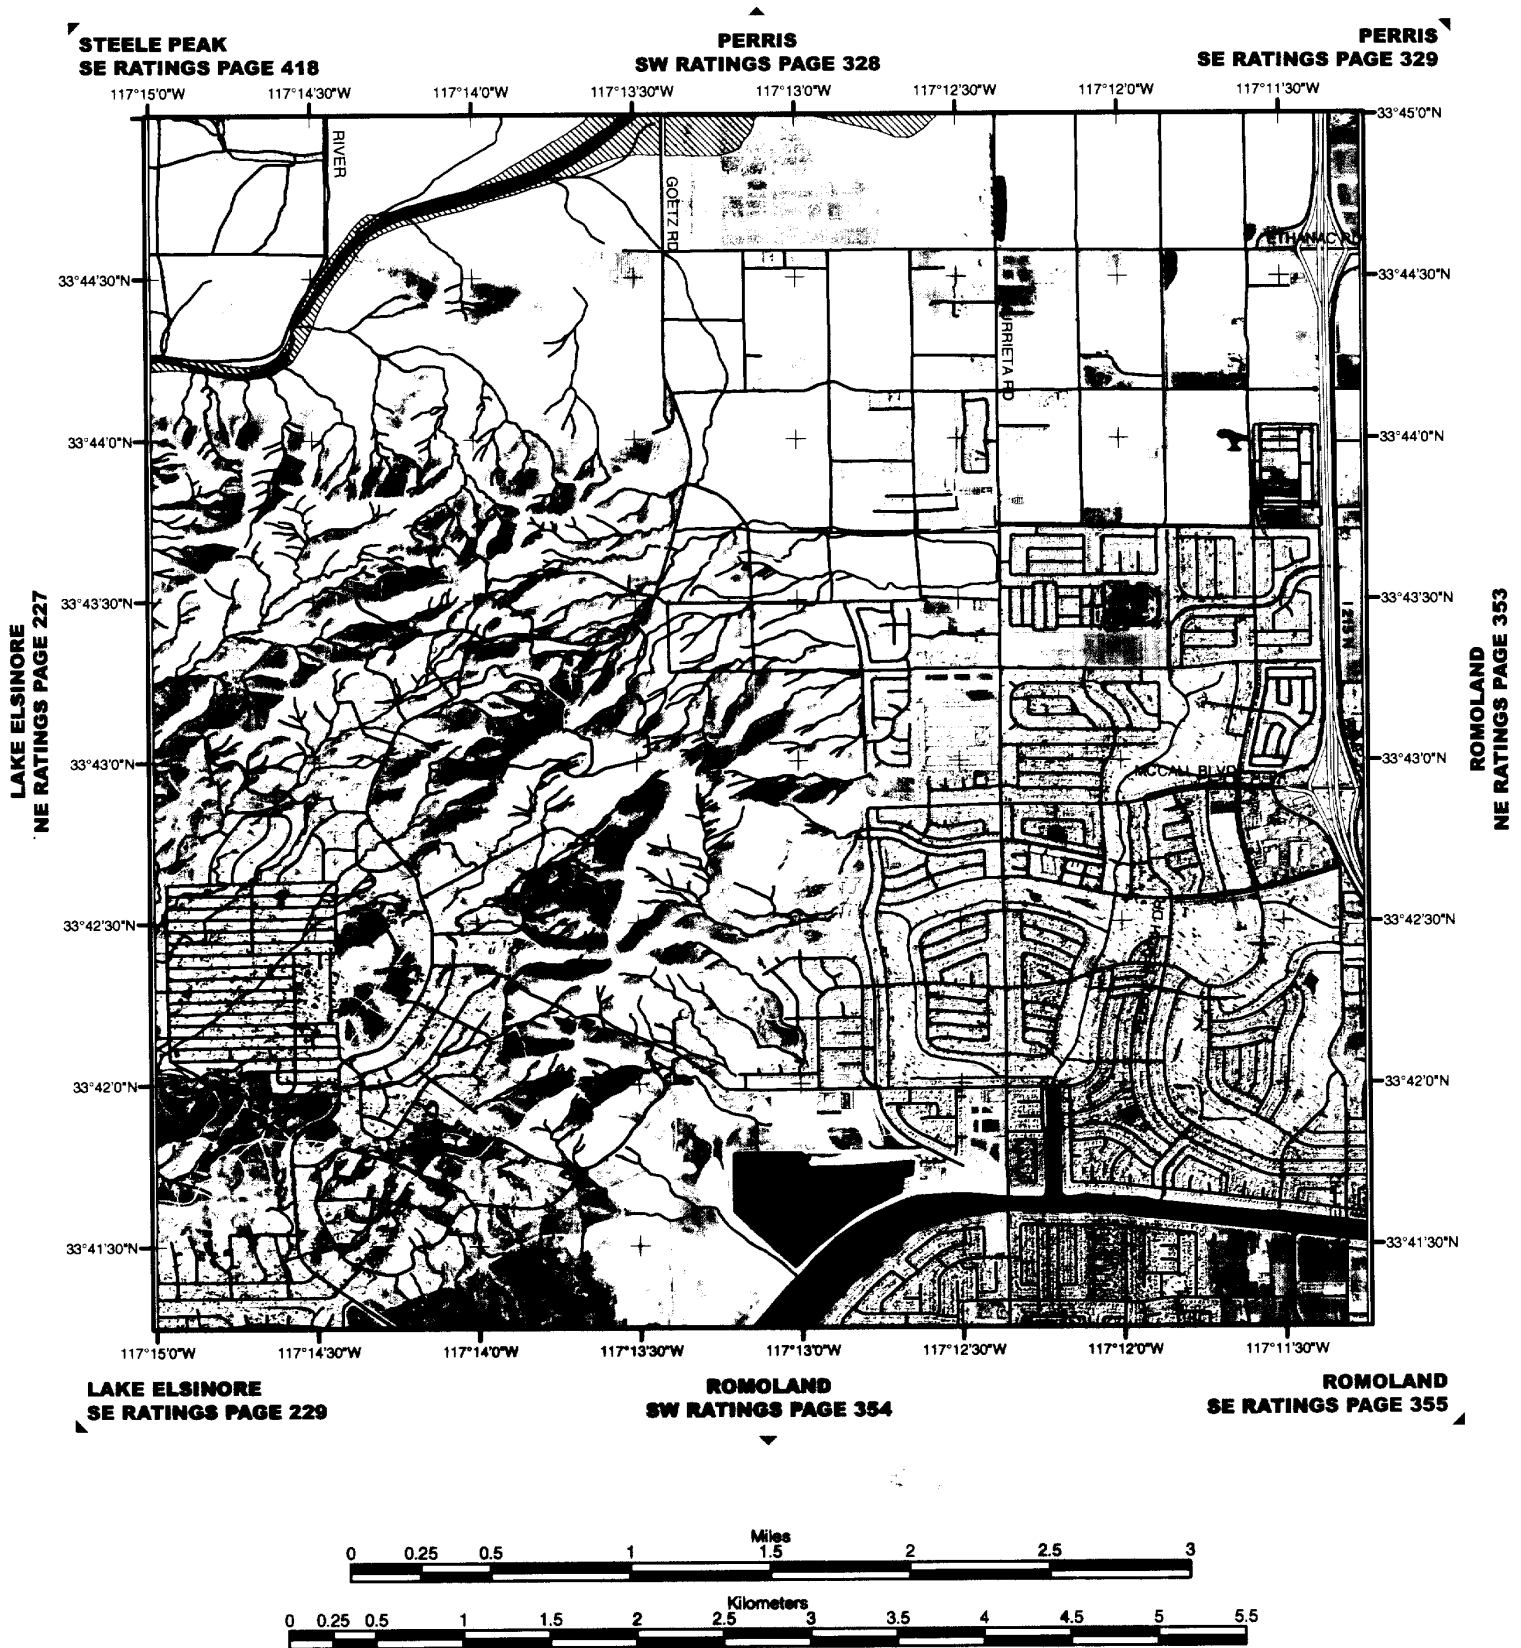 STEELE PEAK
SE RATINGS PAGE 418
PERRIS
SW RATINGS PAGE 328
PERRIS
SE RATINGS PAGE 329
117°15'0"W
117°14'30"W
117°14'0"W
117°13'30"W
117°13'0"W
117°12'30"W
117°12'0"W
117°11'30"W
33°45'0"N
RIVER
GOETZ RD
ETHANAC RD
33°44'30"N
33°44'30"N
URRIETA RD
33°44'0"N
33°44'0"N
33°43'30"N
33°43'30"N
I 215
LAKE ELSINORE
NE RATINGS PAGE 227
ROMOLAND
NE RATINGS PAGE 353
33°43'0"N
33°43'0"N
MCCALL BLVD
33°42'30"N
33°42'30"N
33°42'0"N
33°42'0"N
33°41'30"N
33°41'30"N
117°15'0"W
117°14'30"W
117°14'0"W
117°13'30"W
117°13'0"W
117°12'30"W
117°12'0"W
117°11'30"W
LAKE ELSINORE
SE RATINGS PAGE 229
ROMOLAND
SW RATINGS PAGE 354
ROMOLAND
SE RATINGS PAGE 355
Miles
0 0.25 0.5 1 1.5 2 2.5 3
Kilometers
0 0.25 0.5 1 1.5 2 2.5 3 3.5 4 4.5 5 5.5